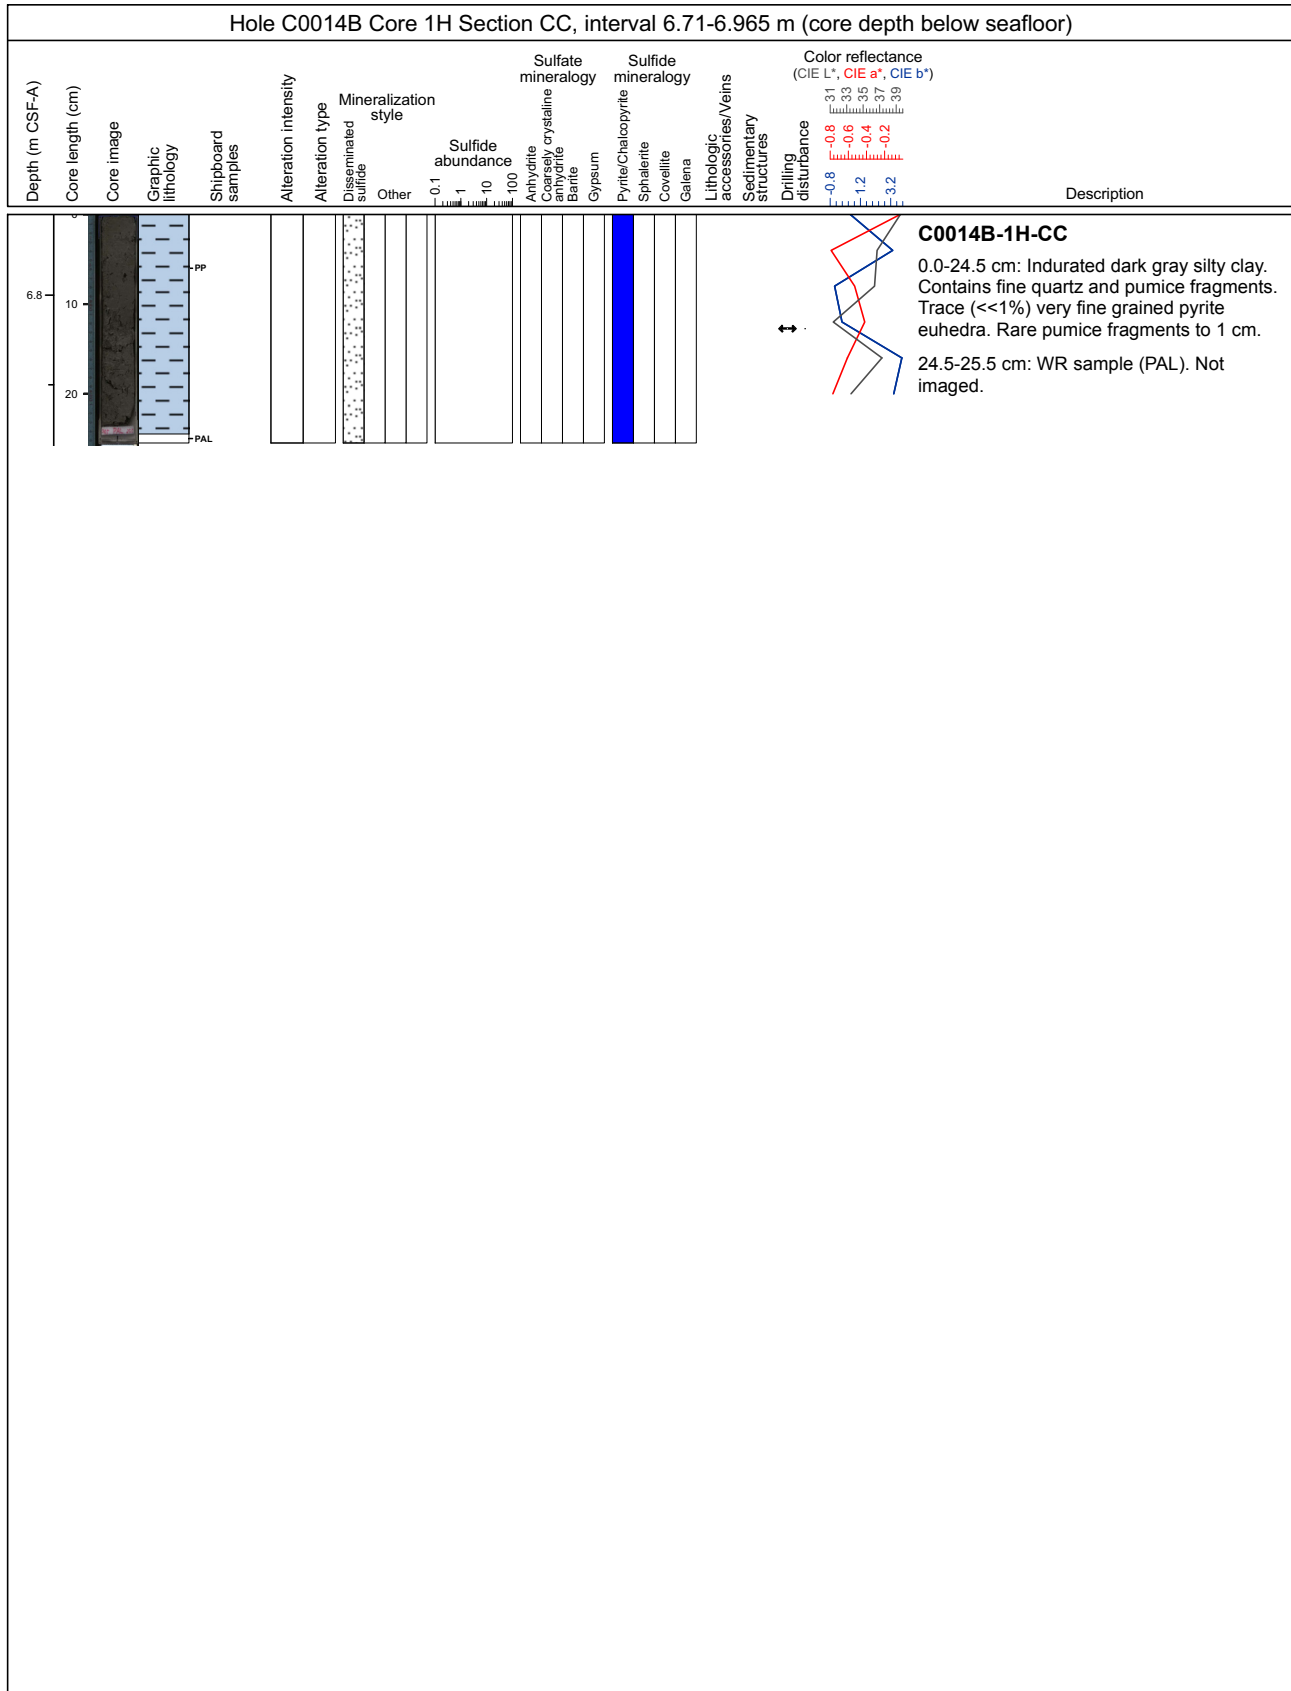 Hole C0014B Core 1H Section CC, interval 6.71-6.965 m (core depth below seafloor)
Depth (m CSF-A)
Core length (cm)
Core image
Graphic
lithology
Shipboard
samples
Alteration intensity
Alteration type
Mineralization
style
Disseminated
sulfide
Other
Sulfide
abundance
0.1
1
10
100
Sulfate
mineralogy
Anhydrite
Coarsely crystaline
anhydrite
Barite
Gypsum
Sulfide
mineralogy
Pyrite/Chalcopyrite
Sphalerite
Covellite
Galena
Lithologic
accessories/Veins
Sedimentary
structures
Drilling
disturbance
Color reflectance
(CIE L*, CIE a*, CIE b*)
31 33 35 37 39
-0.8 -0.6 -0.4 -0.2
-0.8 1.2 3.2
Description
6.8
0
10
20
PP
PAL
C0014B-1H-CC
0.0-24.5 cm: Indurated dark gray silty clay.
Contains fine quartz and pumice fragments.
Trace (<<1%) very fine grained pyrite
euhedra. Rare pumice fragments to 1 cm.
24.5-25.5 cm: WR sample (PAL). Not
imaged.